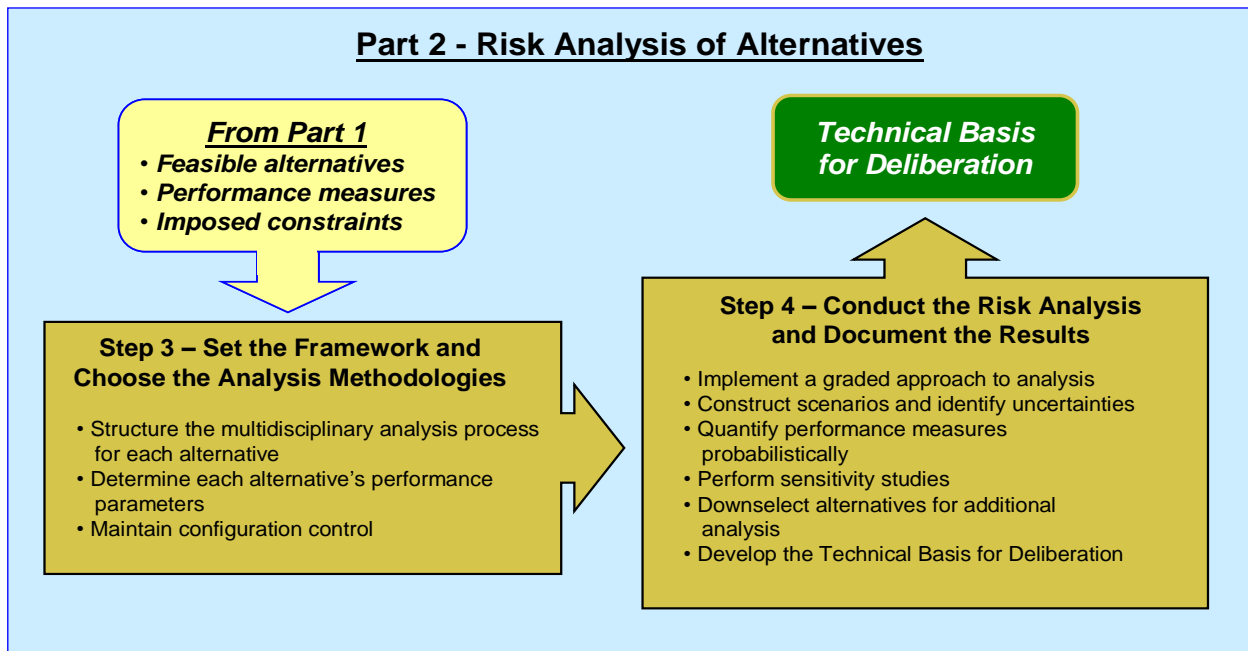 Part 2 - Risk Analysis of Alternatives
From Part 1
• Feasible alternatives
• Performance measures
• Imposed constraints
Technical Basis
for Deliberation
Step 3 – Set the Framework and
Choose the Analysis Methodologies
• Structure the multidisciplinary analysis process
for each alternative
• Determine each alternative’s performance
parameters
• Maintain configuration control
Step 4 – Conduct the Risk Analysis
and Document the Results
• Implement a graded approach to analysis
• Construct scenarios and identify uncertainties
• Quantify performance measures
probabilistically
• Perform sensitivity studies
• Downselect alternatives for additional
analysis
• Develop the Technical Basis for Deliberation